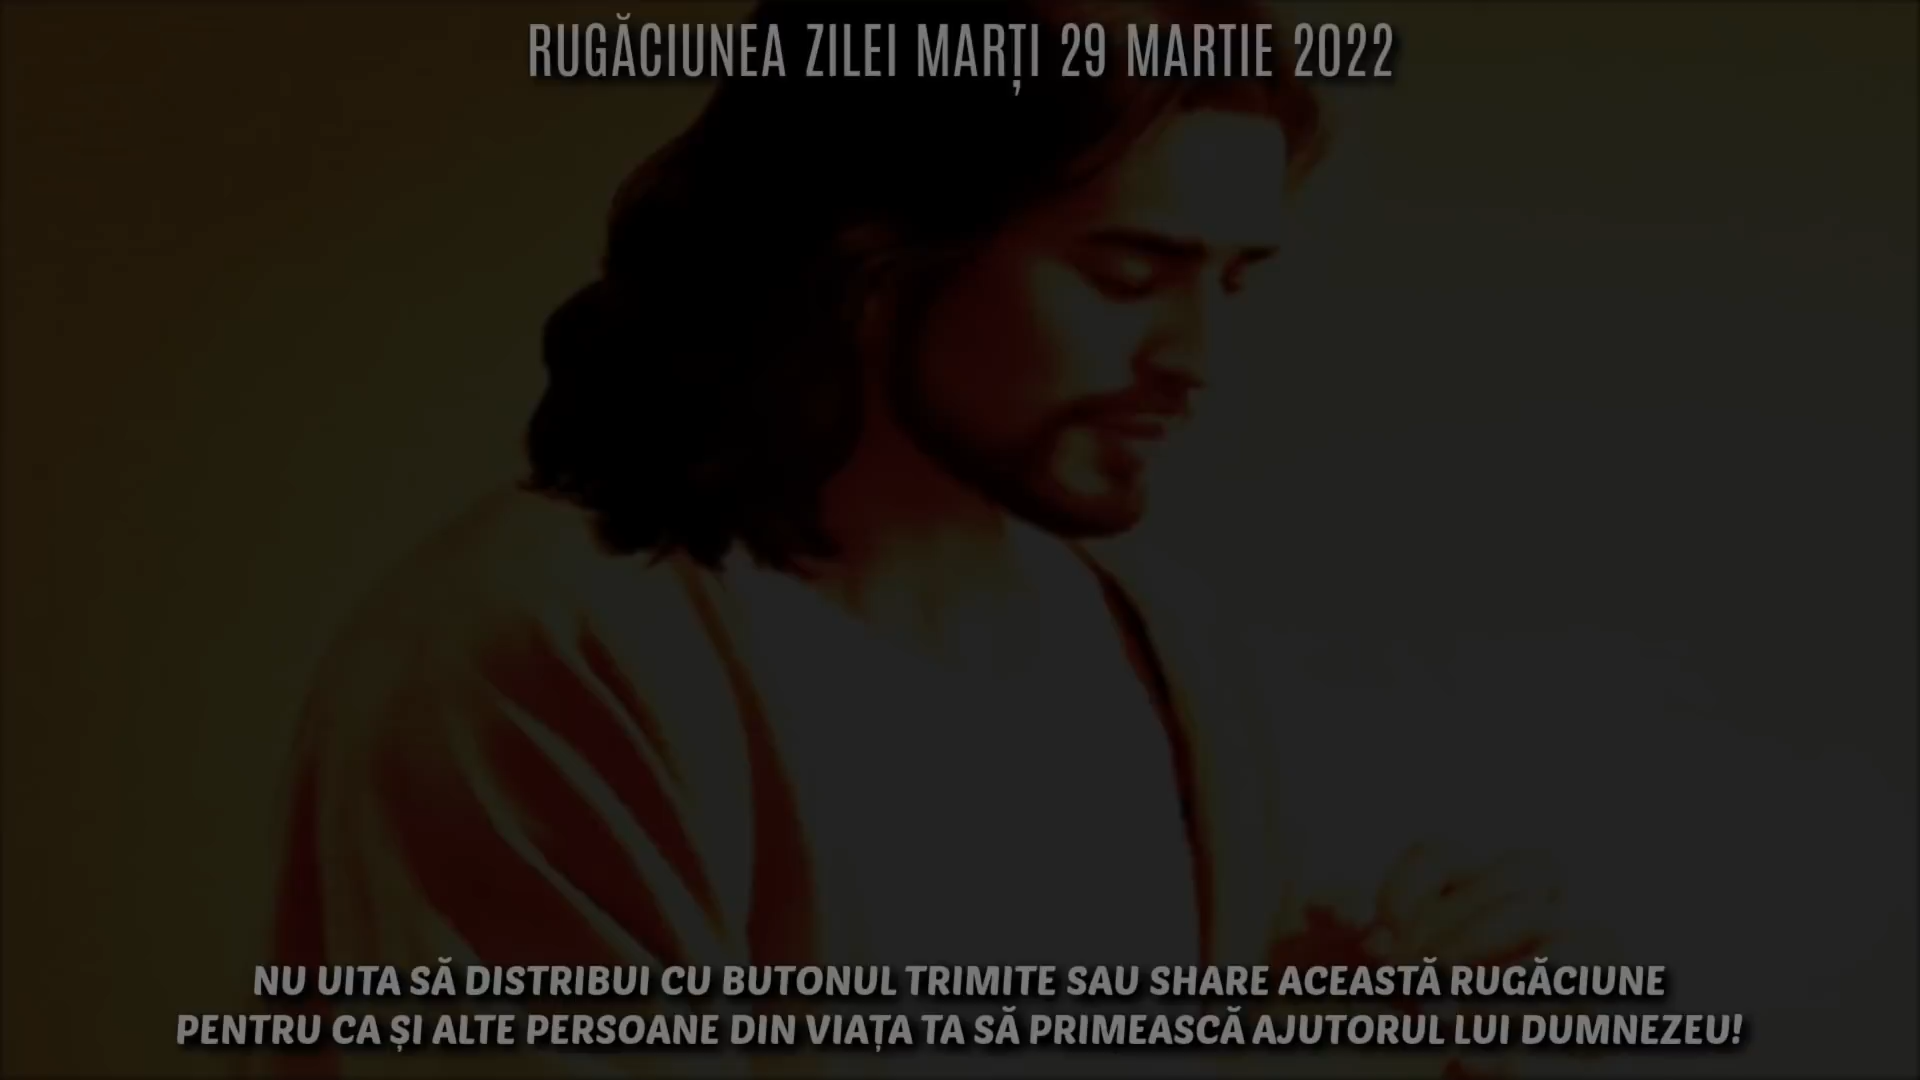 RUGĂCIUNEA ZILEI MARȚI 29 MARTIE 2022
NU UITA SĂ DISTRIBUI CU BUTONUL TRIMITE SAU SHARE ACEASTĂ RUGĂCIUNE
PENTRU CA ȘI ALTE PERSOANE DIN VIAȚA TA SĂ PRIMEASCĂ AJUTORUL LUI DUMNEZEU!